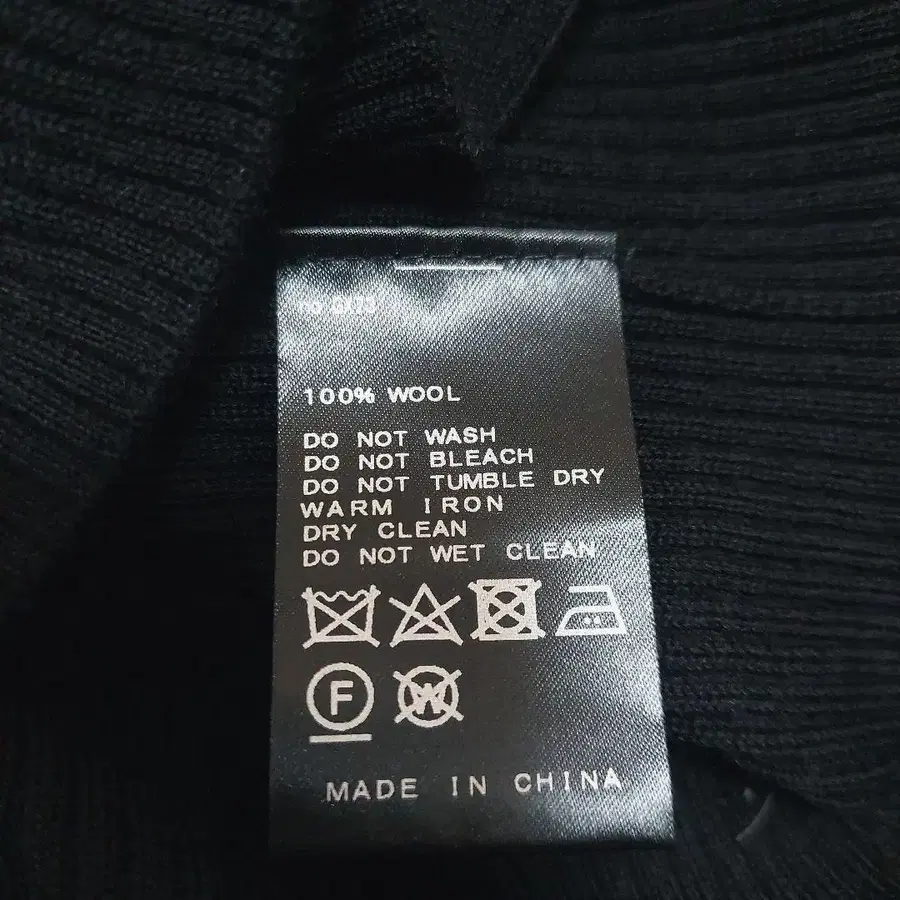 100% WOOL
DO NOT WASH
DO NOT BLEACH
DO NOT TUMBLE DRY
WARM IRON
DRY CLEAN
DO NOT WET CLEAN
F
W
MADE IN CHINA